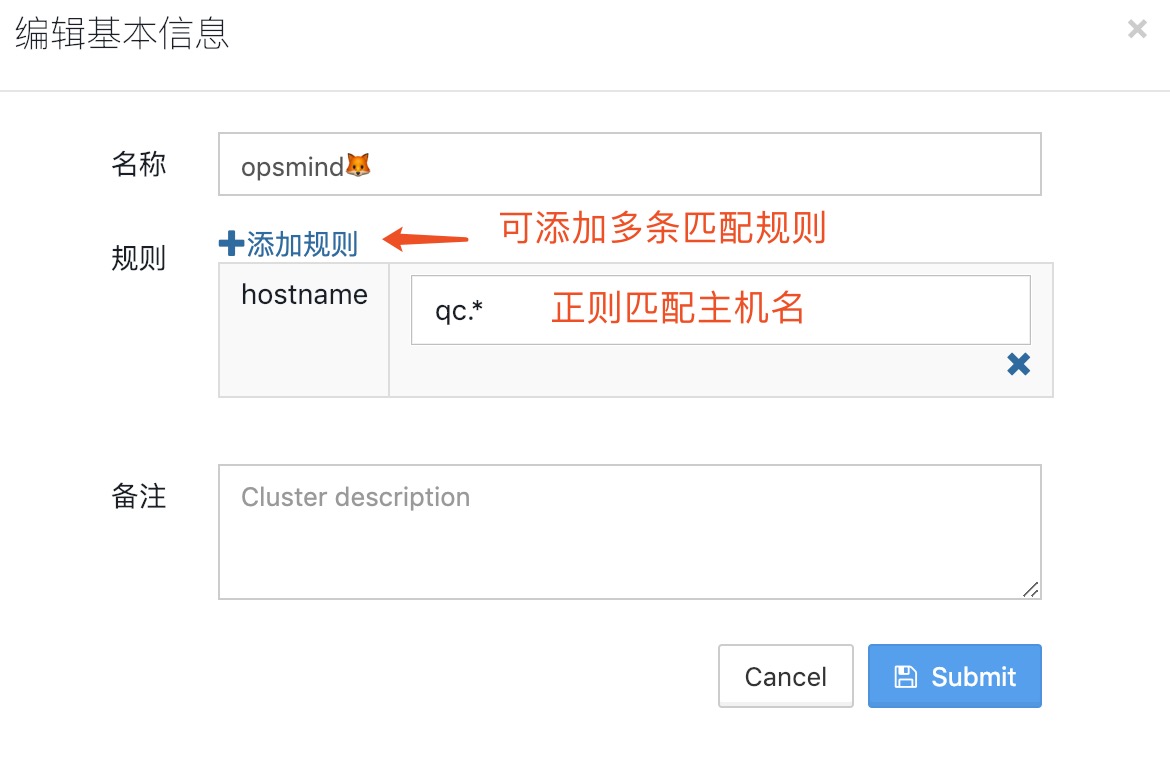 编辑基本信息
×
名称
opsmind🦊
规则
添加规则
可添加多条匹配规则
hostname
qc.*
正则匹配主机名
备注
Cluster description
Cancel
Submit